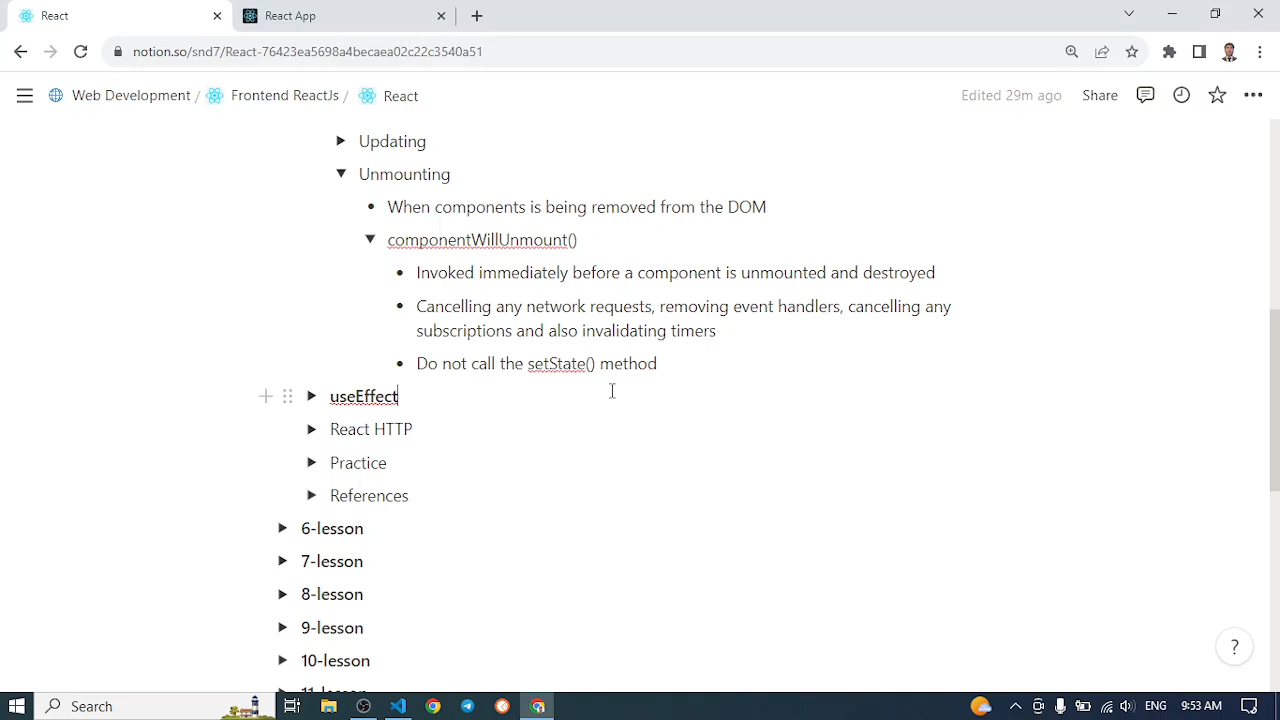 React
React App
notion.so/snd7/React-76423ea5698a4becaea02c22c3540a51
Web Development / Frontend ReactJs / React
Edited 29m ago
Share
Updating
Unmounting
When components is being removed from the DOM
componentWillUnmount()
Invoked immediately before a component is unmounted and destroyed
Cancelling any network requests, removing event handlers, cancelling any
subscriptions and also invalidating timers
Do not call the setState() method
useEffect
React HTTP
Practice
References
6-lesson
7-lesson
8-lesson
9-lesson
10-lesson
11-lesson
?
Search
ENG
9:53 AM